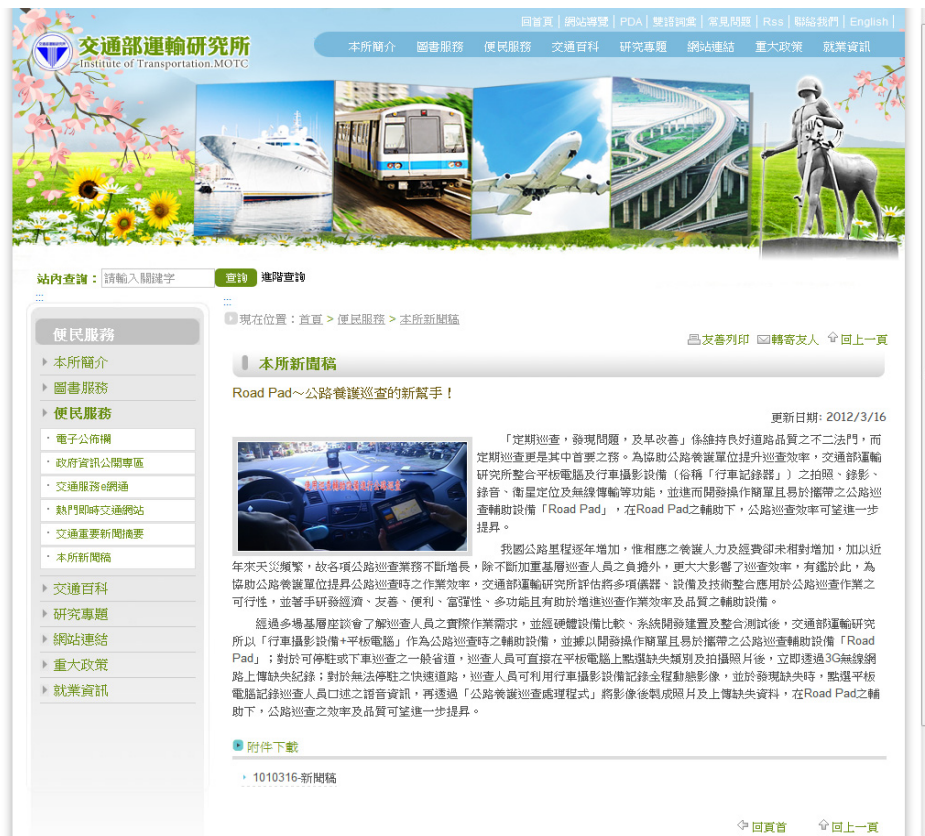 回首頁 | 網站導覽 | PDA | 雙語詞彙 | 常見問題 | Rss | 聯絡我們 | English |
交通部運輸研究所
Institute of Transportation.MOTC
本所簡介 圖書服務 便民服務 交通百科 研究專題 網站連結 重大政策 就業資訊
站內查詢： 請輸入關鍵字 查詢 進階查詢
:::
便民服務
本所簡介
圖書服務
便民服務
電子公佈欄
政府資訊公開專區
交通服務e網通
熱門即時交通網站
交通重要新聞摘要
本所新聞稿
交通百科
研究專題
網站連結
重大政策
就業資訊
:::
現在位置：首頁 > 便民服務 > 本所新聞稿
友善列印 轉寄友人 回上一頁
本所新聞稿
Road Pad～公路養護巡查的新幫手！
更新日期: 2012/3/16
「定期巡查，發現問題，及早改善」係維持良好道路品質之不二法門，而
定期巡查更是其中首要之務。為協助公路養護單位提升巡查效率，交通部運輸
研究所整合平板電腦及行車攝影設備（俗稱「行車記錄器」）之拍照、錄影、
錄音、衛星定位及無線傳輸等功能，並進而開發操作簡單且易於攜帶之公路巡
查輔助設備「Road Pad」，在Road Pad之輔助下，公路巡查效率可望進一步
提昇。
我國公路里程逐年增加，惟相應之養護人力及經費卻未相對增加，加以近
年來天災頻繁，故各項公路巡查業務不斷增長，除不斷加重基層巡查人員之負擔外，更大大影響了巡查效率，有鑑於此，為
協助公路養護單位提昇公路巡查時之作業效率，交通部運輸研究所評估將多項儀器、設備及技術整合應用於公路巡查作業之
可行性，並著手研發經濟、友善、便利、富彈性、多功能且有助於增進巡查作業效率及品質之輔助設備。
經過多場基層座談會了解巡查人員之實際作業需求，並經硬體設備比較、系統開發建置及整合測試後，交通部運輸研究
所以「行車攝影設備+平板電腦」作為公路巡查時之輔助設備，並據以開發操作簡單且易於攜帶之公路巡查輔助設備「Road
Pad」；對於可停駐或下車巡查之一般省道，巡查人員可直接在平板電腦上點選缺失類別及拍攝照片後，立即透過3G無線網
路上傳缺失紀錄；對於無法停駐之快速道路，巡查人員可利用行車攝影設備記錄全程動態影像，並於發現缺失時，點選平板
電腦記錄巡查人員口述之語音資訊，再透過「公路養護巡查處理程式」將影像後製成照片及上傳缺失資料，在Road Pad之輔
助下，公路巡查之效率及品質可望進一步提昇。
附件下載
1010316-新聞稿
回頁首 回上一頁